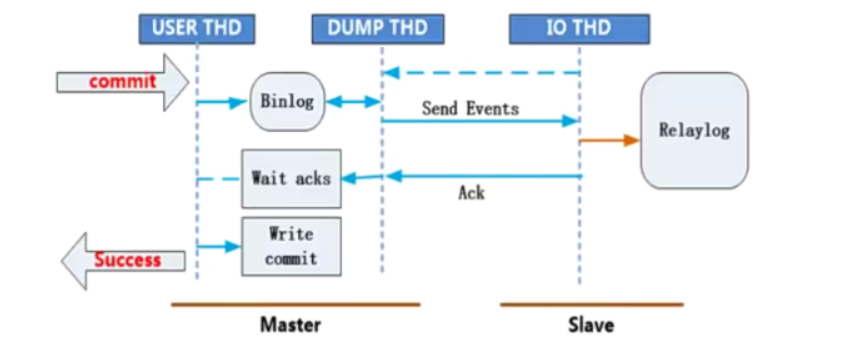 USER THD
DUMP THD
IO THD
commit
Binlog
Send Events
Relaylog
Wait acks
Ack
Write
commit
Success
Master
Slave